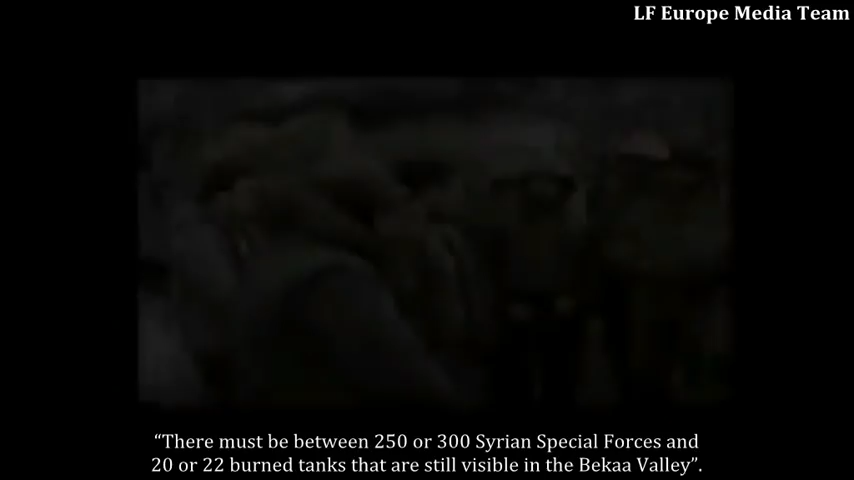 LF Europe Media Team
“There must be between 250 or 300 Syrian Special Forces and
20 or 22 burned tanks that are still visible in the Bekaa Valley”.